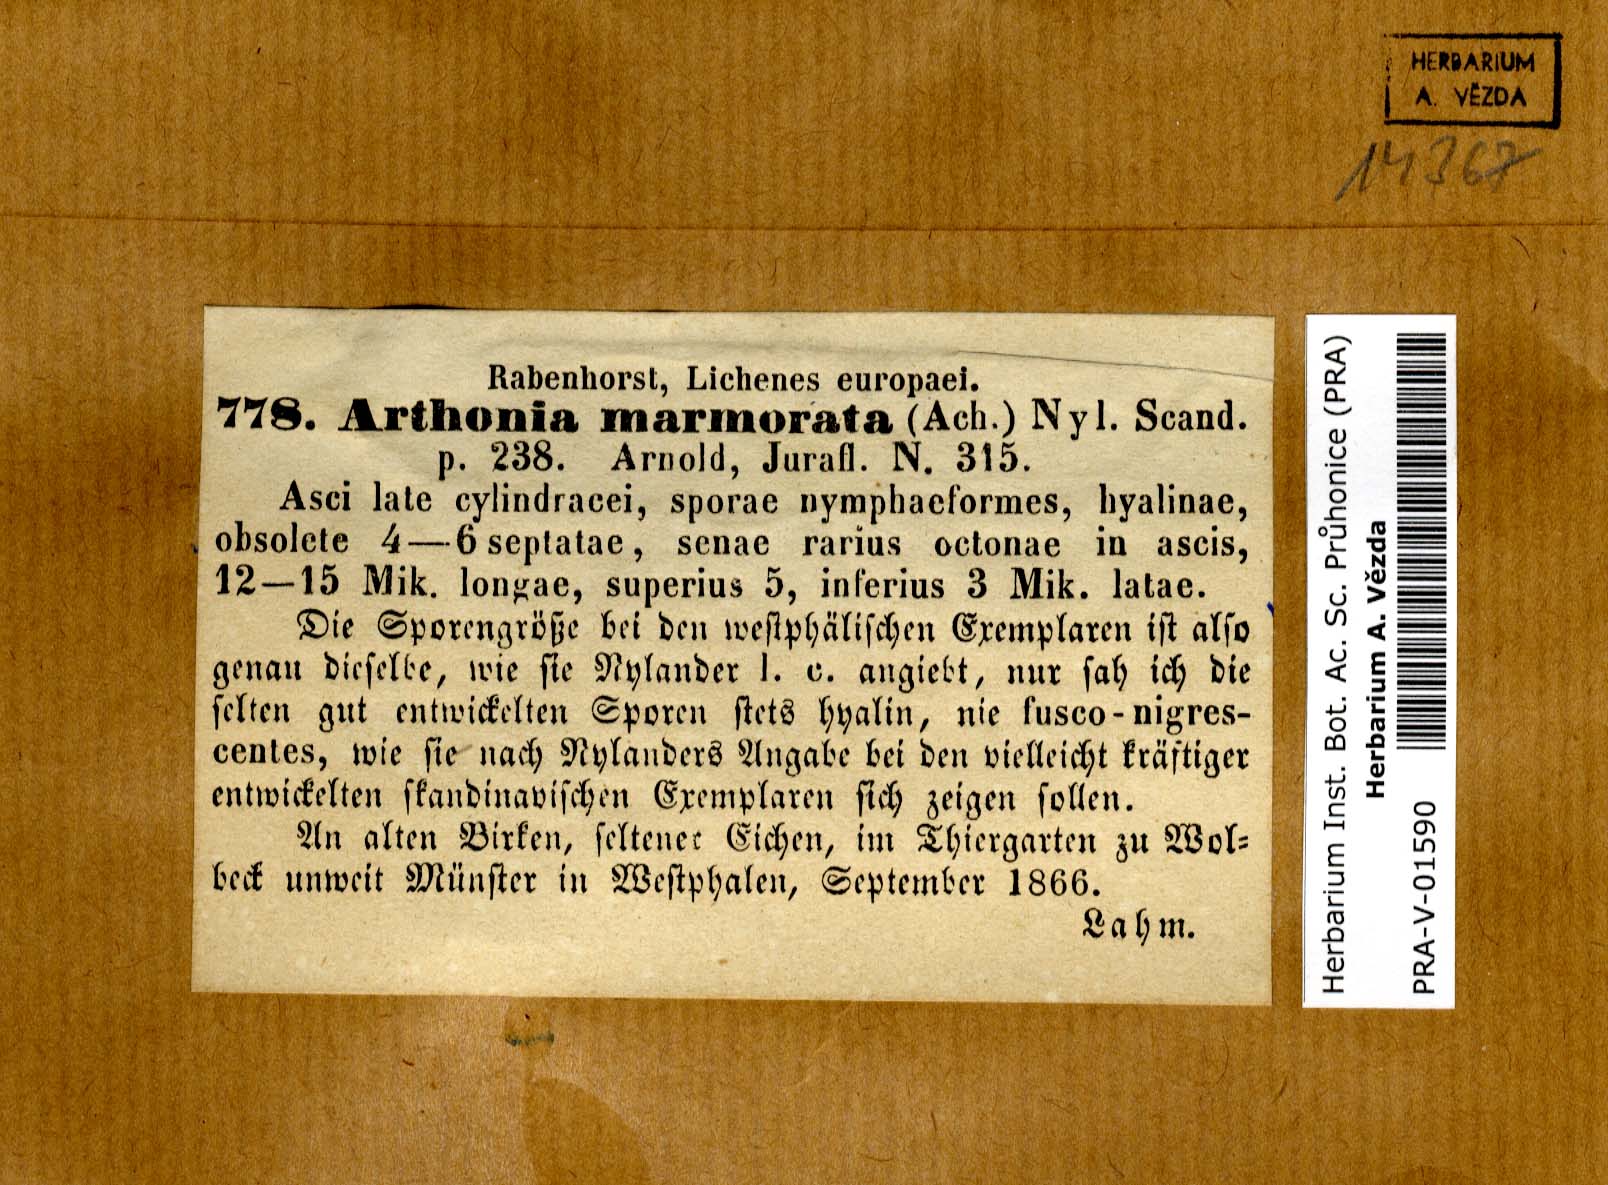 HERBARIUM
A. VĚZDA
14367
Rabenhorst, Lichenes europaei.
778. Arthonia marmorata (Ach.) Nyl. Scand.
p. 238. Arnold, Jurafl. N. 315.
Asci late cylindracei, sporae nymphaeformes, hyalinae,
obsolete 4—6 septatae, senae rarius octonae in ascis,
12—15 Mik. longae, superius 5, inferius 3 Mik. latae.
Die Sporengröße bei den westphälischen Exemplaren ist also
genau dieselbe, wie sie Nylander l. c. angiebt, nur sah ich die
selten gut entwickelten Sporen stets hyalin, nie fusco-nigres-
centes, wie sie nach Nylanders Angabe bei den vielleicht kräftiger
entwickelten skandinavischen Exemplaren sich zeigen sollen.
An alten Birken, seltener Eichen, im Thiergarten zu Wol-
beck unweit Münster in Westphalen, September 1866.
Lahm.
Herbarium Inst. Bot. Ac. Sc. Průhonice (PRA)
Herbarium A. Vězda
PRA-V-01590